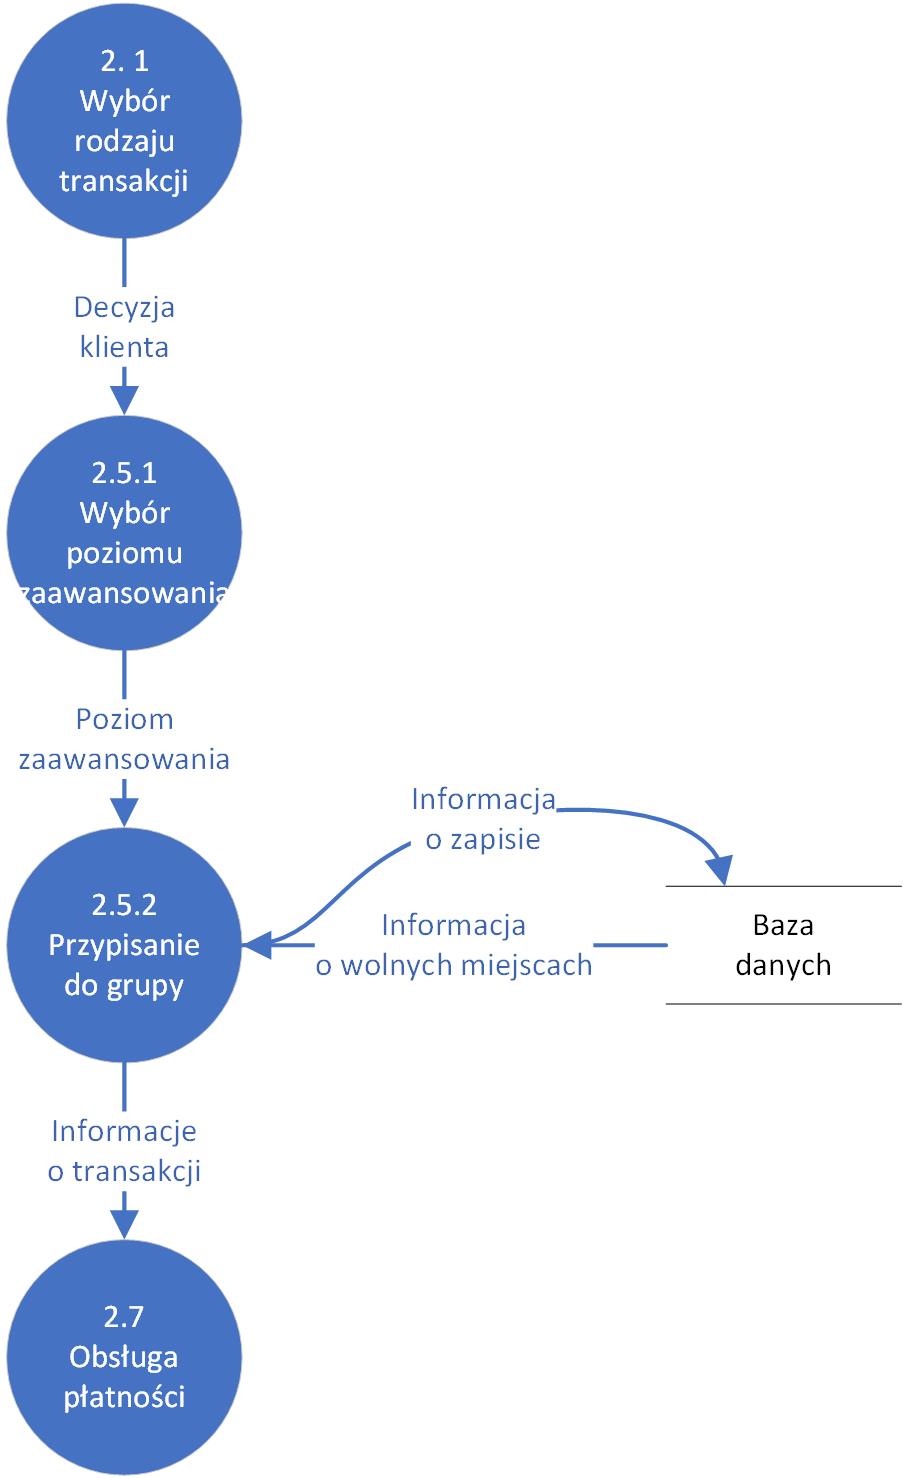 2. 1
Wybór
rodzaju
transakcji
Decyzja
klienta
2.5.1
Wybór
poziomu
zaawansowania
Poziom
zaawansowania
Informacja
o zapisie
2.5.2
Przypisanie
do grupy
Informacja
o wolnych miejscach
Baza
danych
Informacje
o transakcji
2.7
Obsługa
płatności